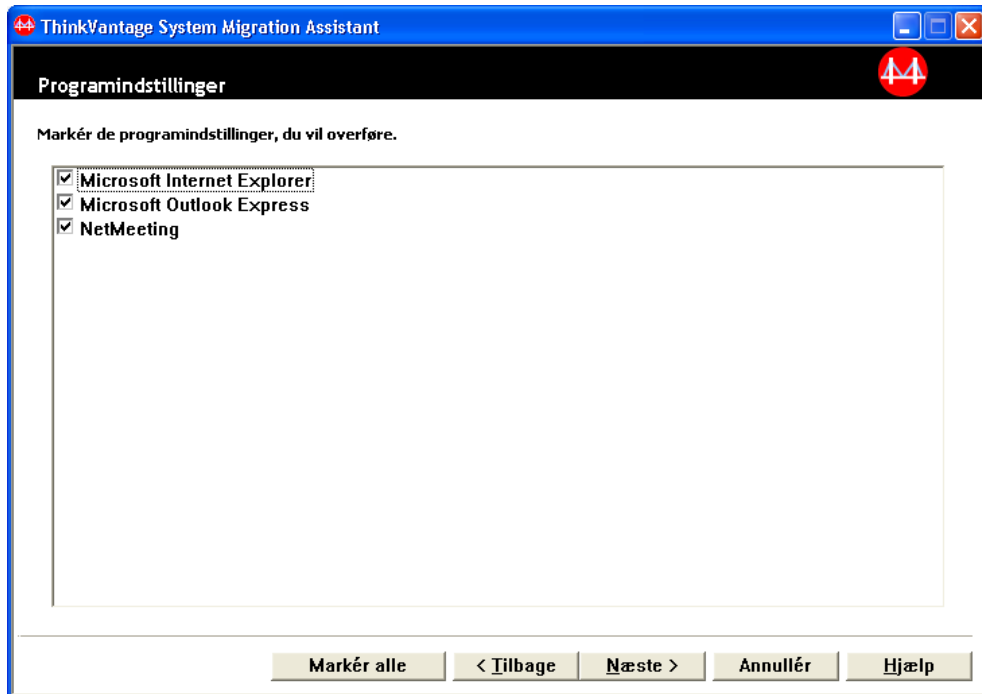 ThinkVantage System Migration Assistant
Programindstillinger
Markér de programindstillinger, du vil overføre.
Microsoft Internet Explorer
Microsoft Outlook Express
NetMeeting
Markér alle
< Tilbage
Næste >
Annullér
Hjælp